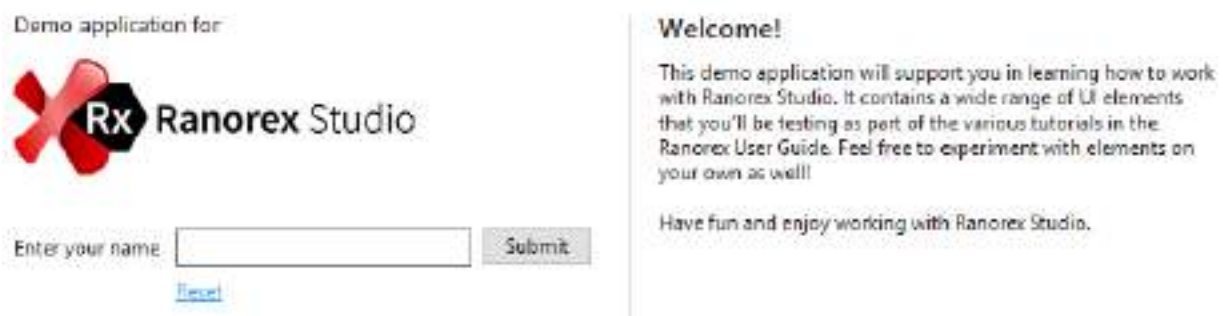 Demo application for
Rx Ranorex Studio
Enter your name
Submit
Reset
Welcome!
This demo application will support you in learning how to work
with Ranorex Studio. It contains a wide range of UI elements
that you'll be testing as part of the various tutorials in the
Ranorex User Guide. Feel free to experiment with elements on
your own as well!
Have fun and enjoy working with Ranorex Studio.